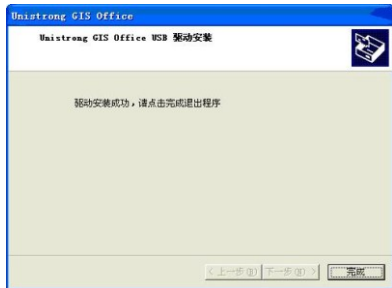 Unistrong GIS Office
Unistrong GIS Office USB 驱动安装
驱动安装成功，请点击完成退出程序
< 上一步(B) 下一步(N) > 完成